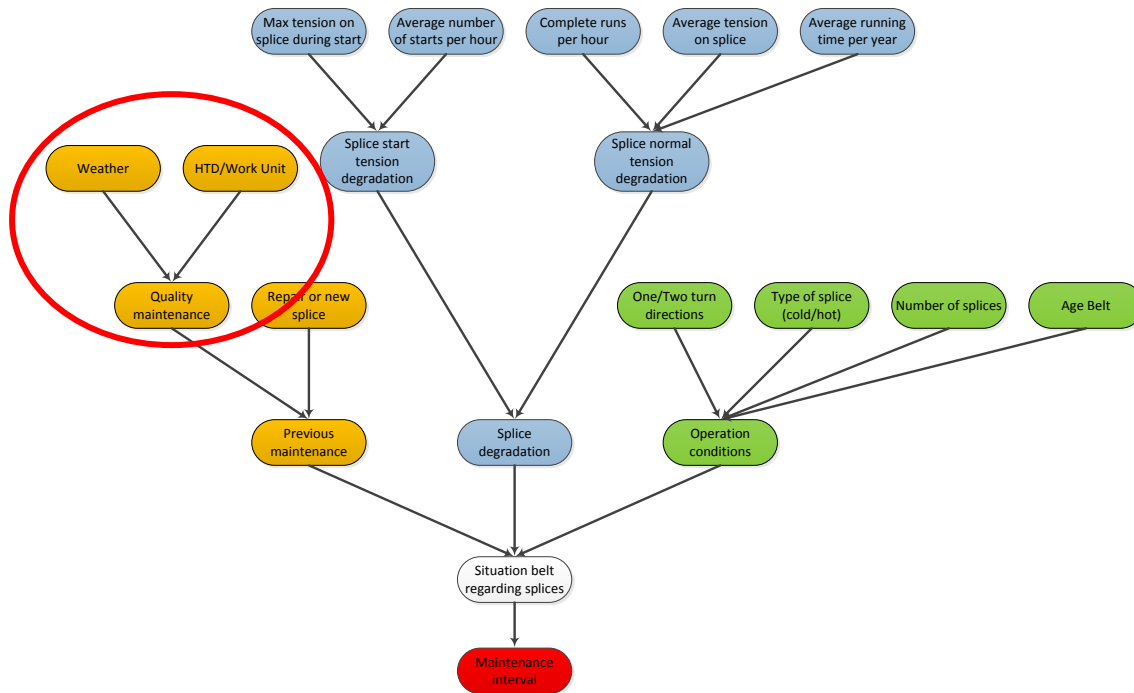 Max tension on
splice during start
Average number
of starts per hour
Complete runs
per hour
Average tension
on splice
Average running
time per year
Weather
HTD/Work Unit
Splice start
tension
degradation
Splice normal
tension
degradation
Quality
maintenance
Repair or new
splice
One/Two turn
directions
Type of splice
(cold/hot)
Number of splices
Age Belt
Previous
maintenance
Splice
degradation
Operation
conditions
Situation belt
regarding splices
Maintenance
interval